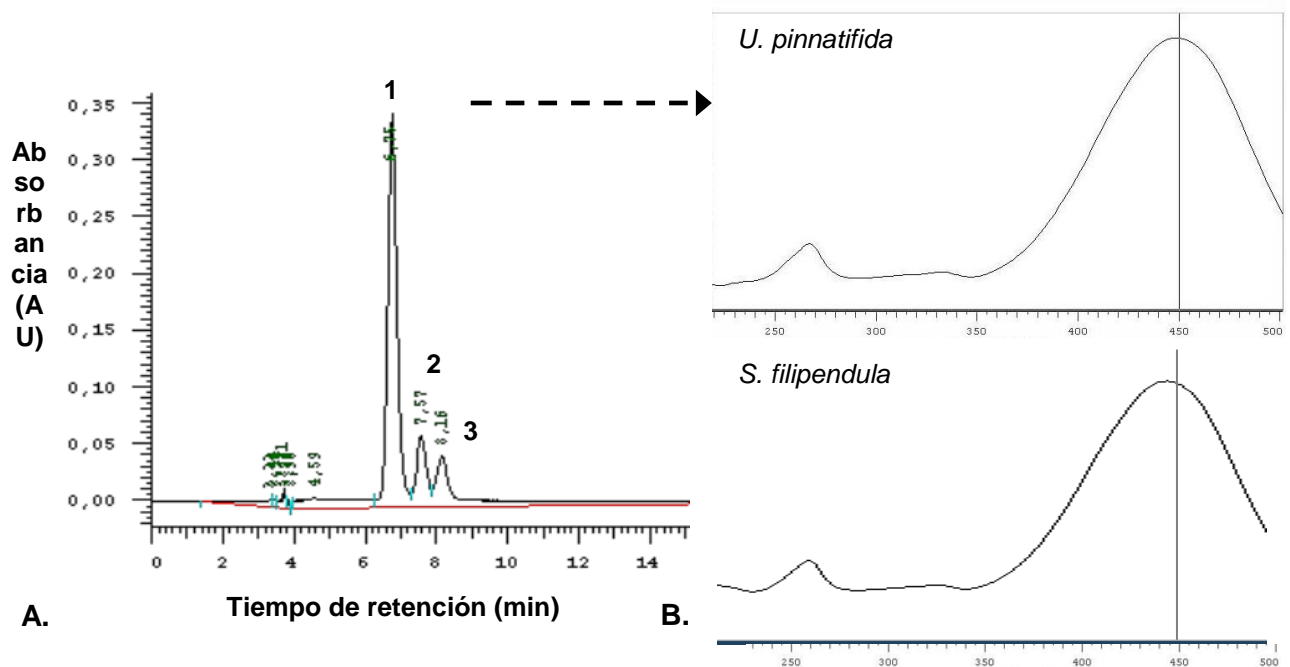 Ab
so
rb
an
cia
(A
U)
0,35
0,30
0,25
0,20
0,15
0,10
0,05
0,00
1
2
7,57
3
8,16
4,59
0 2 4 6 8 10 12 14
Tiempo de retención (min)
A.
U. pinnatifida
250 300 350 400 450 500
S. filipendula
250 300 350 400 450 500
B.